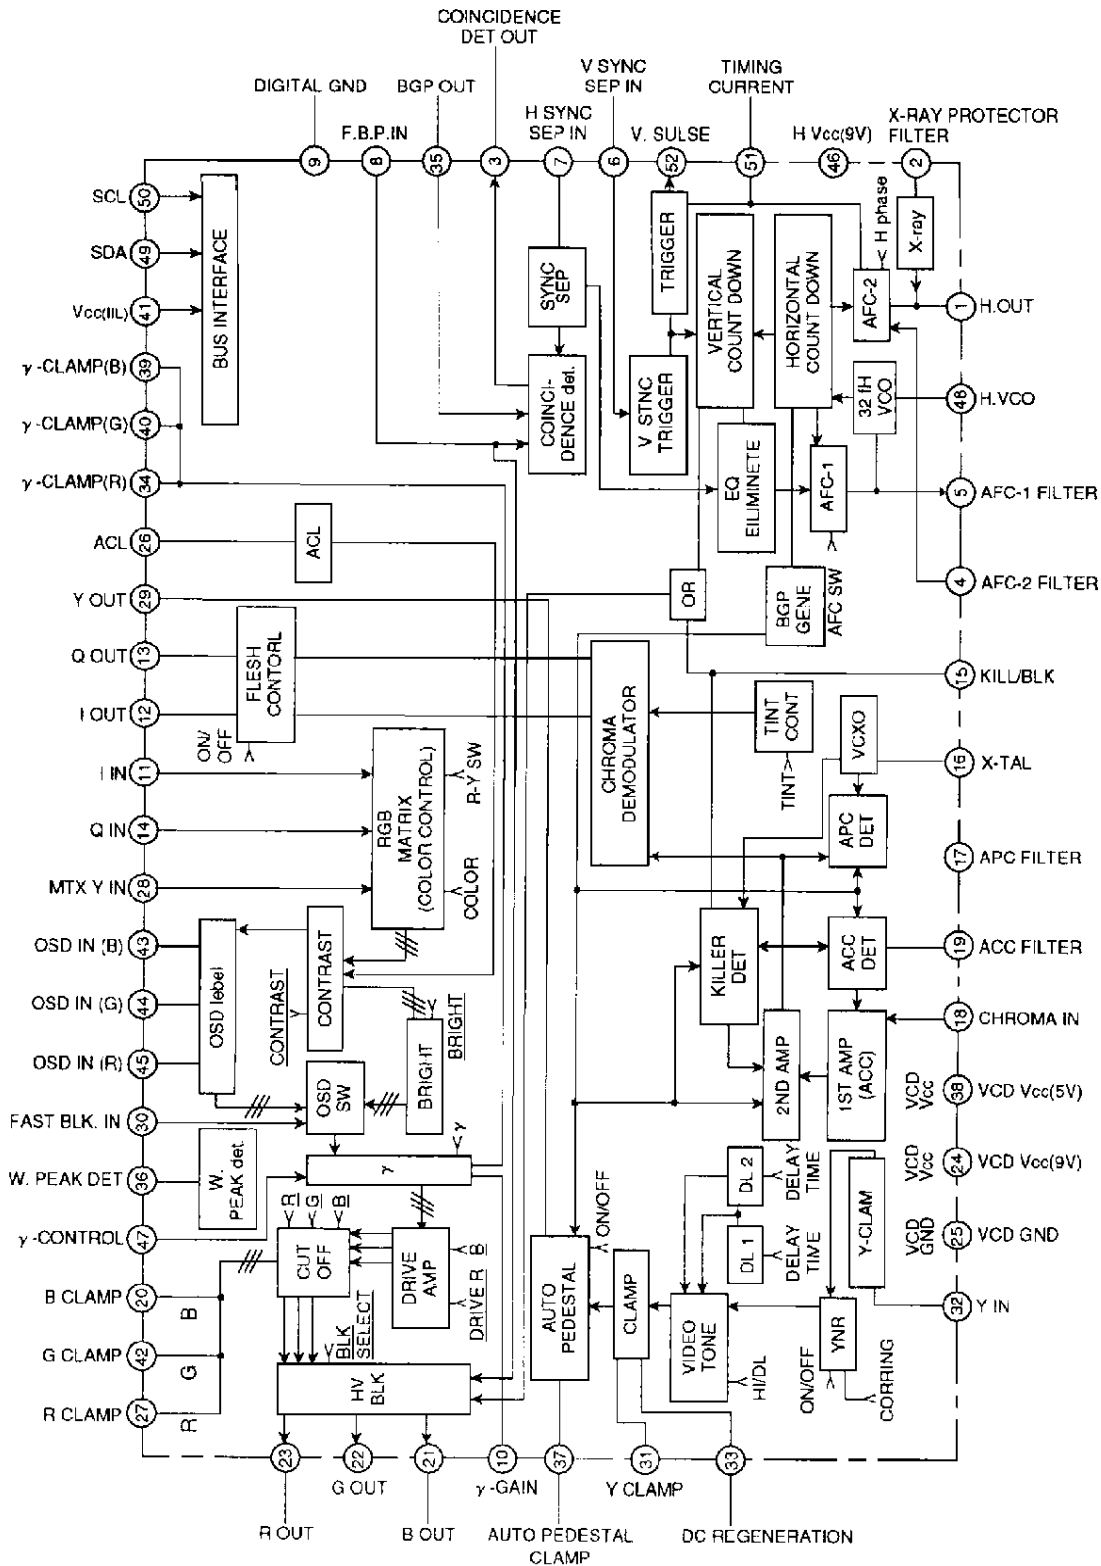 COINCIDENCE
DET OUT
V SYNC
SEP IN
TIMING
CURRENT
DIGITAL GND
BGP OUT
H SYNC
SEP IN
X-RAY PROTECTOR
FILTER
F.B.P.IN
V. SULSE
H Vcc(9V)
9
8
35
3
7
6
52
51
46
2
SCL
50
SDA
49
Vcc(IIL)
41
γ-CLAMP(B)
39
γ-CLAMP(G)
40
γ-CLAMP(R)
34
ACL
26
Y OUT
29
Q OUT
13
I OUT
12
I IN
11
Q IN
14
MTX Y IN
28
OSD IN (B)
43
OSD IN (G)
44
OSD IN (R)
45
FAST BLK. IN
30
W. PEAK DET
36
γ-CONTROL
47
B CLAMP
20
B
G CLAMP
42
G
R CLAMP
27
R
BUS INTERFACE
SYNC
SEP
COINCI-
DENCE det.
TRIGGER
V STNC
TRIGGER
VERTICAL
COUNT DOWN
HORIZONTAL
COUNT DOWN
AFC-2
H phase
X-ray
32 fH
VCO
EQ
EILIMINETE
AFC-1
AFC SW
BGP
GENE
OR
ACL
FLESH
CONTORL
ON/
OFF
CHROMA
DEMODULATOR
TINT
CONT
TINT
VCXO
APC
DET
RGB
MATRIX
(COLOR CONTROL)
R-Y SW
COLOR
KILLER
DET
ACC
DET
OSD lebel
CONTRAST
CONTRAST
BRIGHT
BRIGHT
OSD
SW
2ND AMP
1ST AMP
(ACC)
W.
PEAK det.
γ
γ
R
G
B
CUT
OFF
DRIVE
AMP
B
DRIVER
BLK
SELECT
HV
BLK
AUTO
PEDESTAL
ON/OFF
CLAMP
VIDEO
TONE
HI/DL
DL 2
DELAY
TIME
DL 1
DELAY
TIME
Y-CLAM
YNR
ON/OFF
CORRING
VCD
Vcc
VCD
Vcc
VCD
GND
1
H.OUT
48
H.VCO
5
AFC-1 FILTER
4
AFC-2 FILTER
15
KILL/BLK
16
X-TAL
17
APC FILTER
19
ACC FILTER
18
CHROMA IN
38
VCD Vcc(5V)
24
VCD Vcc(9V)
25
VCD GND
32
Y IN
23
22
21
10
37
31
33
G OUT
γ-GAIN
Y CLAMP
R OUT
B OUT
AUTO PEDESTAL
CLAMP
DC REGENERATION